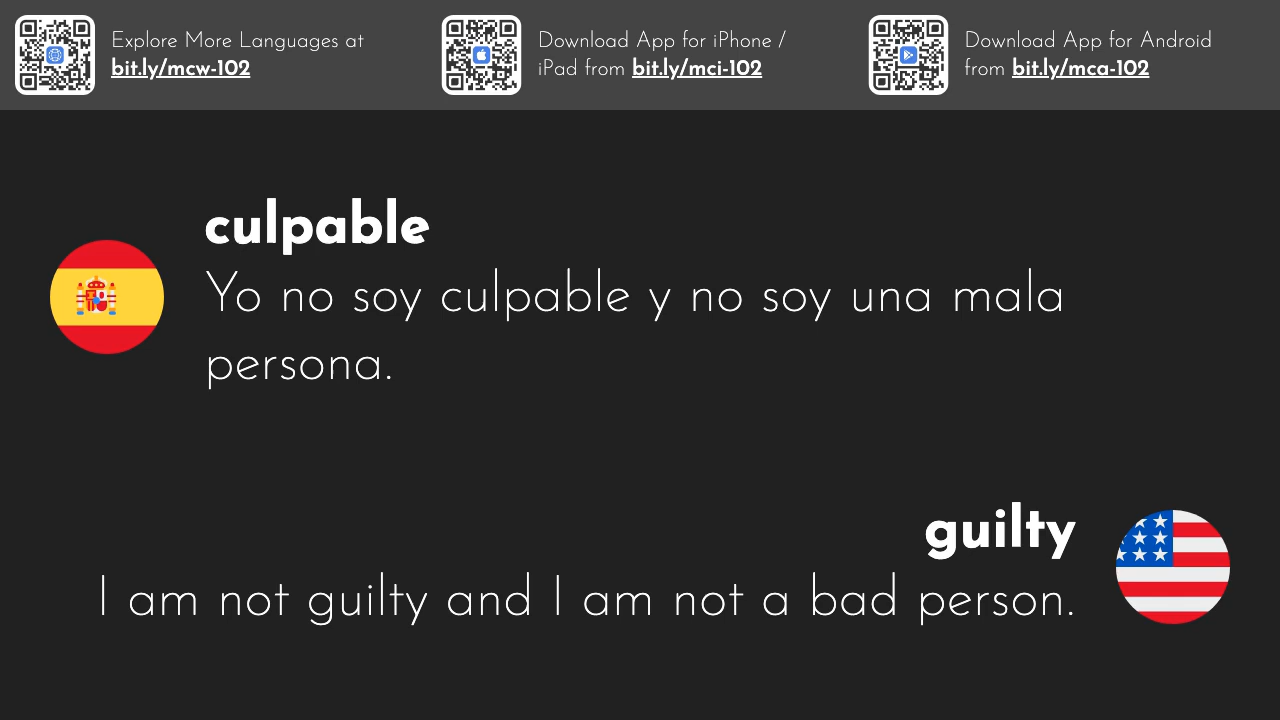 Explore More Languages at
bit.ly/mcw-102
Download App for iPhone /
iPad from bit.ly/mci-102
Download App for Android
from bit.ly/mca-102
culpable
Yo no soy culpable y no soy una mala
persona.
guilty
I am not guilty and I am not a bad person.